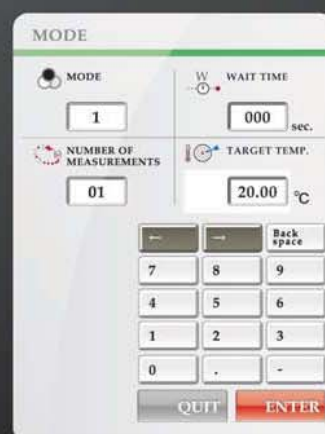 MODE
MODE
1
W
WAIT TIME
000 sec.
NUMBER OF
MEASUREMENTS
01
TARGET TEMP.
20.00 °C
← → Back
space
7 8 9
4 5 6
1 2 3
0 . -
QUIT ENTER